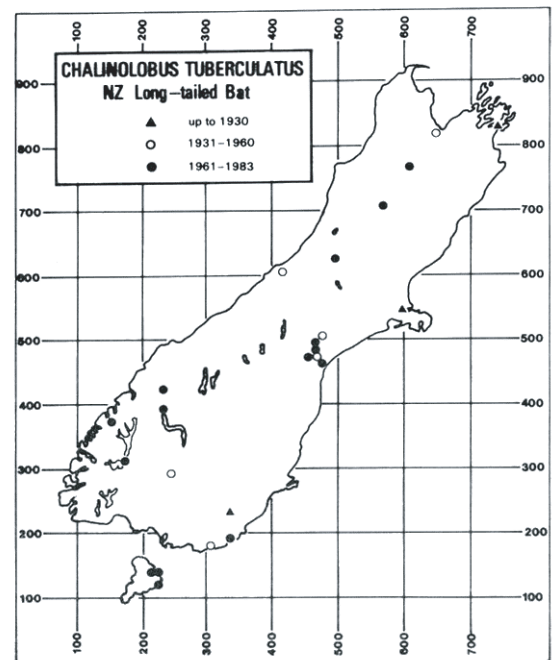 100 200 300 400 500 600 700
CHALINOLOBUS TUBERCULATUS
NZ Long-tailed Bat
up to 1930
1931-1960
1961-1983
900 900
800 800
700 700
600 600
500 500
400 400
300 300
200 200
100 100
100 200 300 400 500 600 700